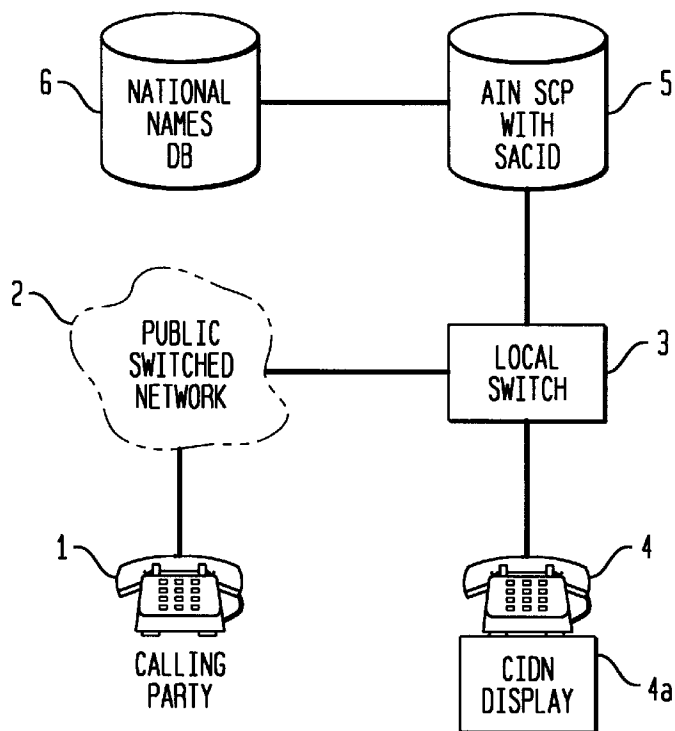 6
NATIONAL
NAMES
DB
AIN SCP
WITH
SACID
5
2
PUBLIC
SWITCHED
NETWORK
LOCAL
SWITCH
3
1
CALLING
PARTY
4
CIDN
DISPLAY
4a